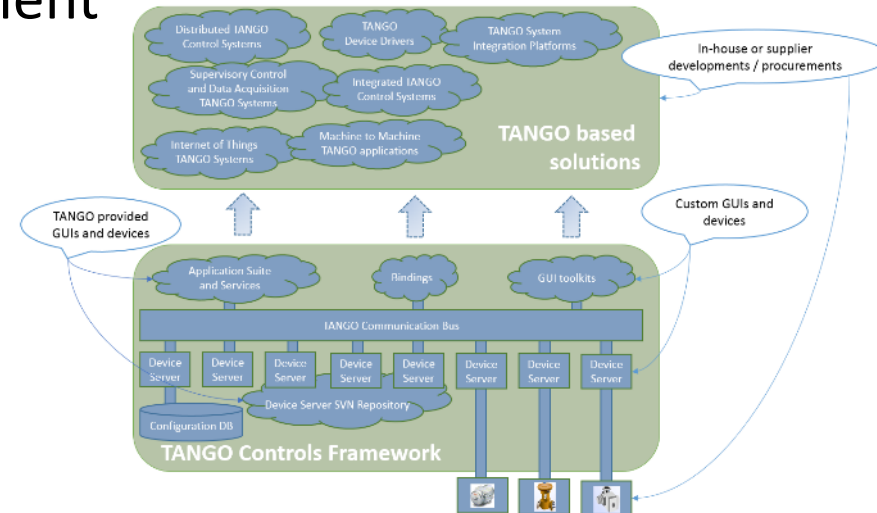 ent
Distributed TANGO
Control Systems
TANGO
Device Drivers
TANGO System
Integration Platforms
In-house or supplier
developments / procurements
Supervisory Control
and Data Acquisition
TANGO Systems
Integrated TANGO
Control Systems
Internet of Things
TANGO Systems
Machine to Machine
TANGO applications
TANGO based
solutions
TANGO provided
GUIs and devices
Custom GUIs and
devices
Application Suite
and Services
Bindings
GUI toolkits
TANGO Communication Bus
Device
Server
Device
Server
Device
Server
Device
Server
Device
Server
Device
Server
Device
Server
Device
Server
Device Server SVN Repository
Configuration DB
TANGO Controls Framework